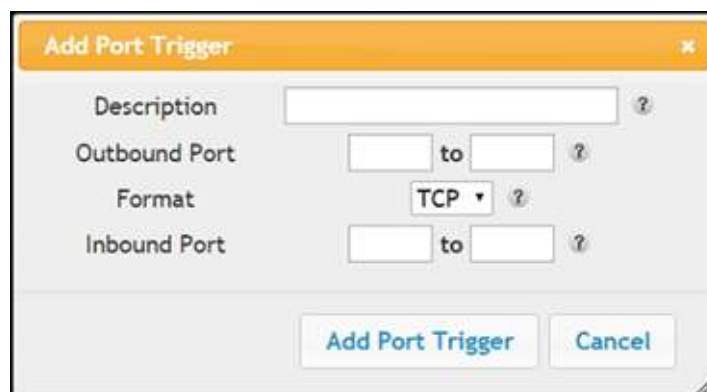 Add Port Trigger ×
Description ?
Outbound Port to ?
Format TCP ?
Inbound Port to ?
Add Port Trigger Cancel